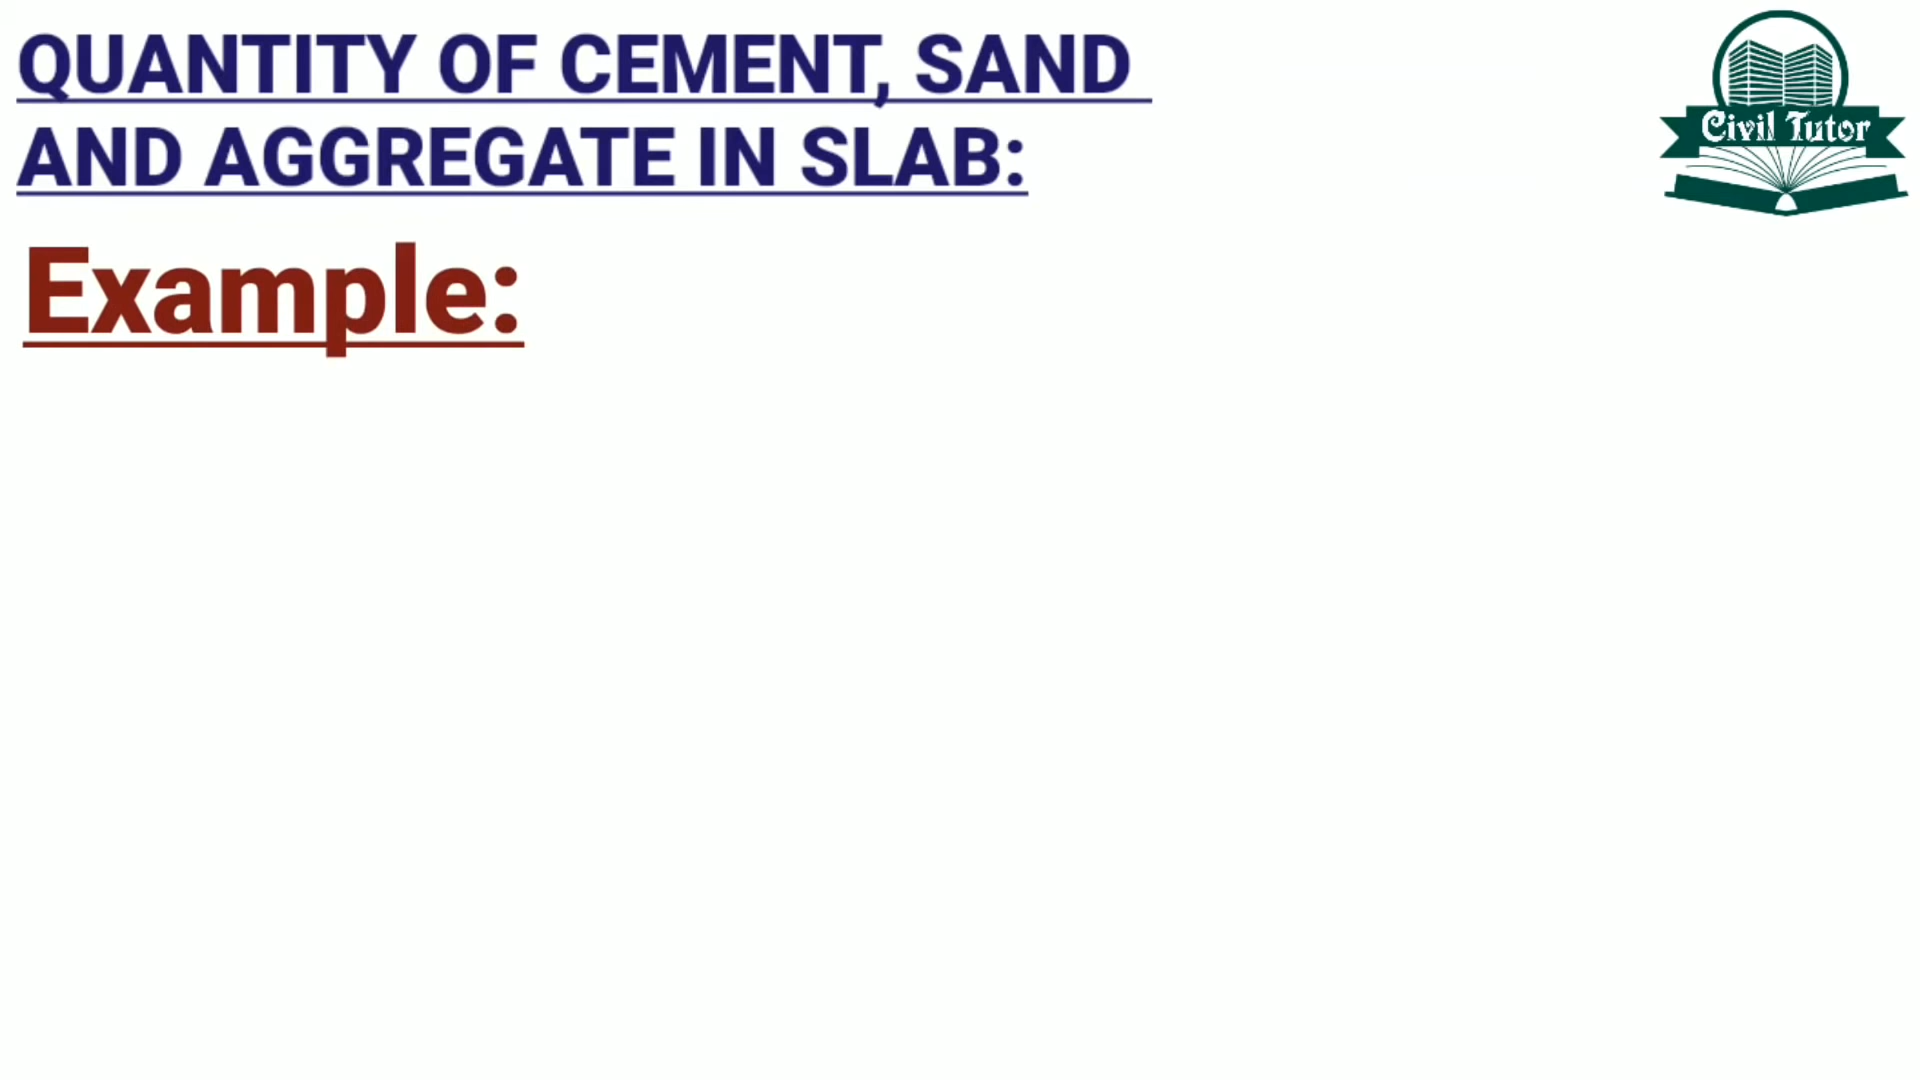 QUANTITY OF CEMENT, SAND
AND AGGREGATE IN SLAB:
Civil Tutor
Example: